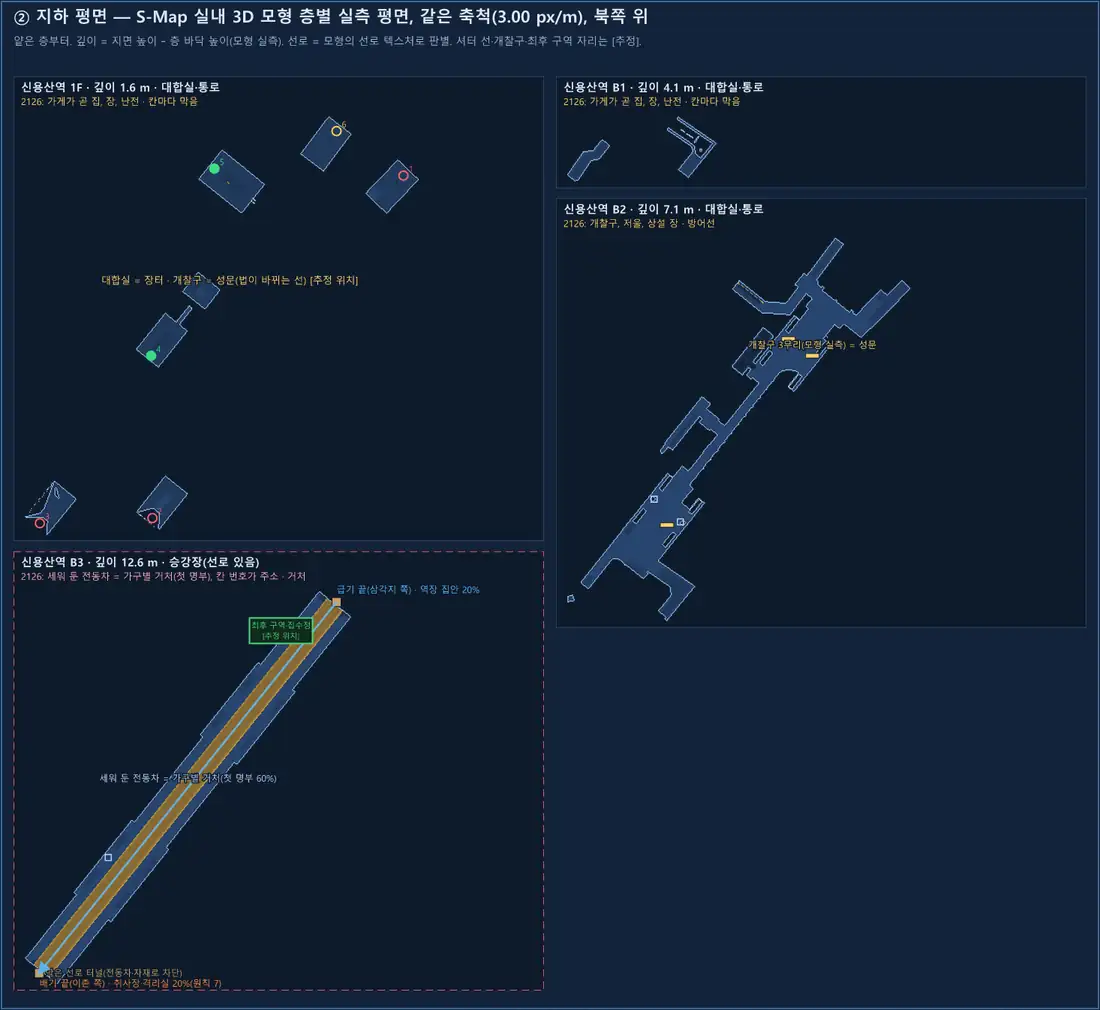 ② 지하 평면 — S-Map 실내 3D 모형 층별 실측 평면, 같은 축척(3.00 px/m), 북쪽 위
얕은 층부터. 깊이 = 지면 높이 − 층 바닥 높이(모형 실측). 선로 = 모형의 선로 텍스처로 판별. 셔터 선·개찰구·최후 구역 자리는 [추정].
신용산역 1F · 깊이 1.6 m · 대합실·통로
2126: 가게가 곧 집, 장, 난전 · 칸마다 막음
6
5
1
대합실 = 장터 · 개찰구 = 성문(법이 바뀌는 선) [추정 위치]
4
3
2
신용산역 B1 · 깊이 4.1 m · 대합실·통로
2126: 가게가 곧 집, 장, 난전 · 칸마다 막음
신용산역 B2 · 깊이 7.1 m · 대합실·통로
2126: 개찰구, 저울, 상설 장 · 방어선
개찰구 3무리(모형 실측) = 성문
신용산역 B3 · 깊이 12.6 m · 승강장(선로 있음)
2126: 세워 둔 전동차 = 가구별 거처(첫 명부), 칸 번호가 주소 · 거처
급기 끝(삼각지 쪽) · 역장 집안 20%
최후 구역·집수정
[추정 위치]
세워 둔 전동차 = 가구별 거처(첫 명부 60%)
막은 선로 터널(전동차·자재로 차단)
배기 끝(이촌 쪽) · 취사장·격리실 20%(원칙 7)